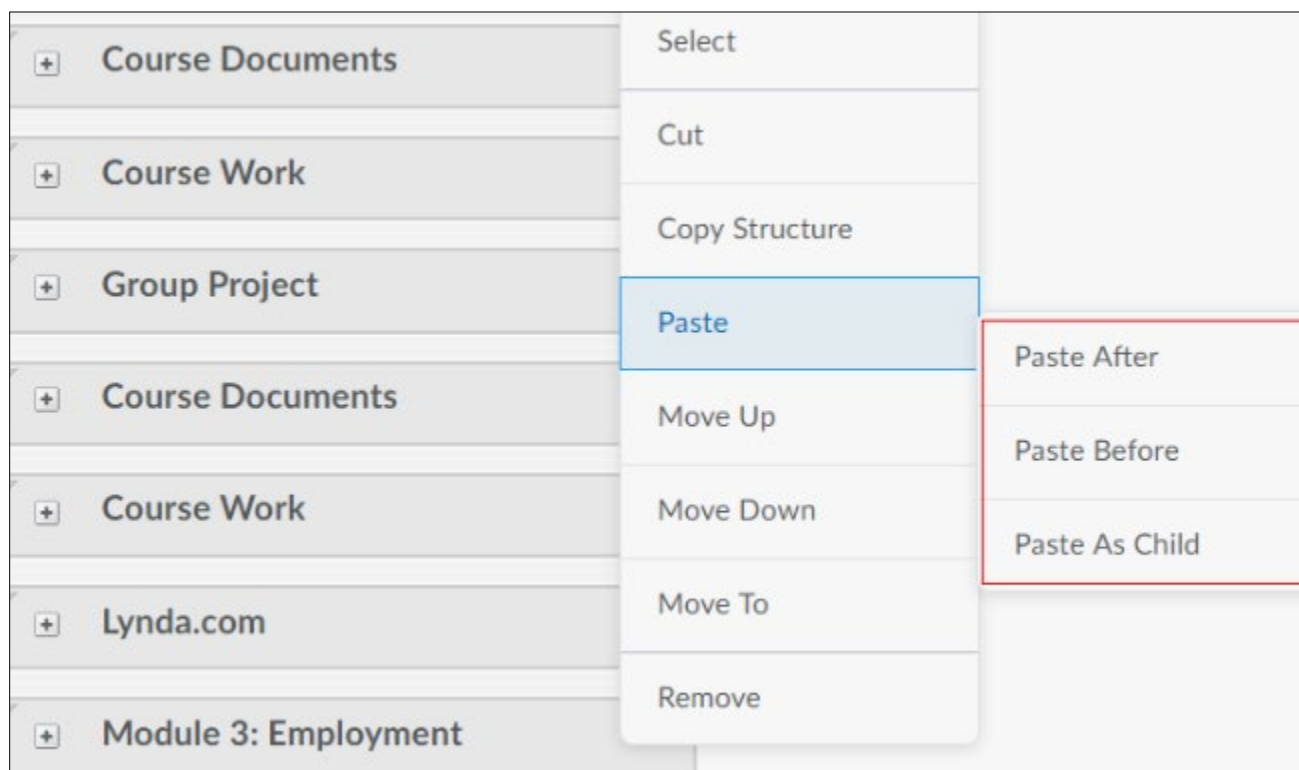 Course Documents
Course Work
Group Project
Course Documents
Course Work
Lynda.com
Module 3: Employment
Select
Cut
Copy Structure
Paste
Move Up
Move Down
Move To
Remove
Paste After
Paste Before
Paste As Child